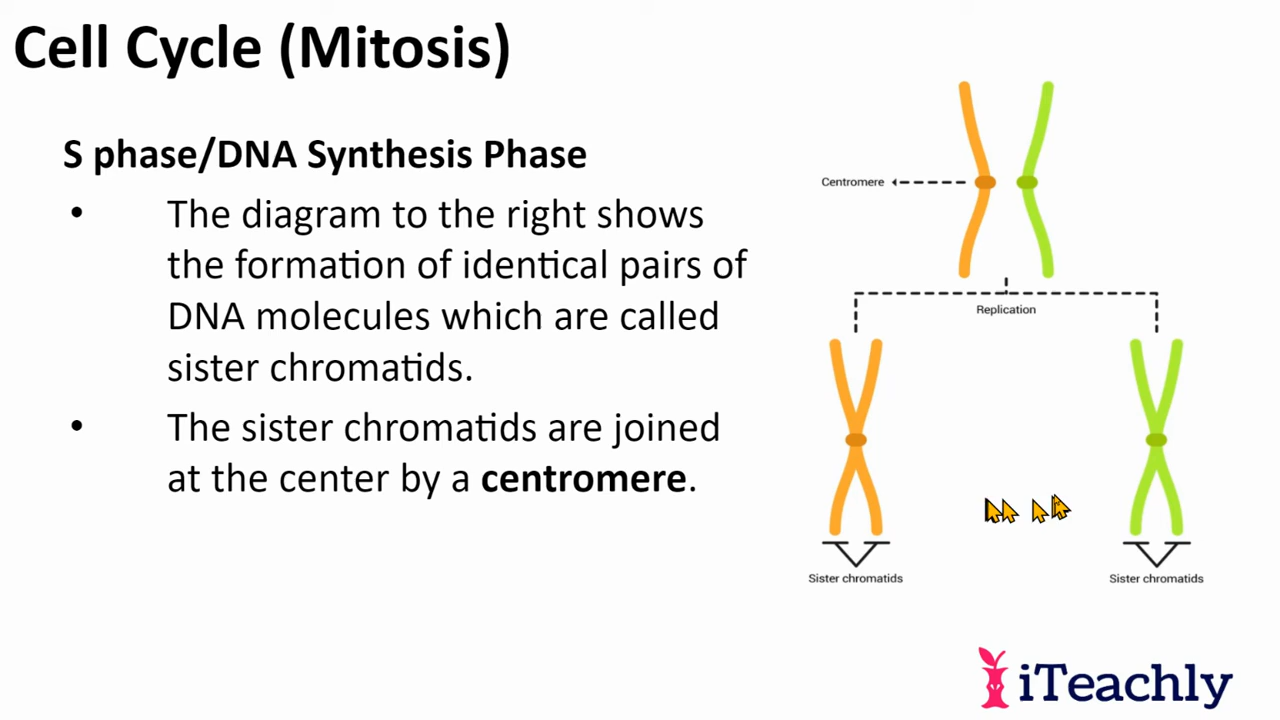 Cell Cycle (Mitosis)
S phase/DNA Synthesis Phase
• The diagram to the right shows
the formation of identical pairs of
DNA molecules which are called
sister chromatids.
• The sister chromatids are joined
at the center by a centromere.
Centromere
Replication
Sister chromatids
Sister chromatids
iTeachly